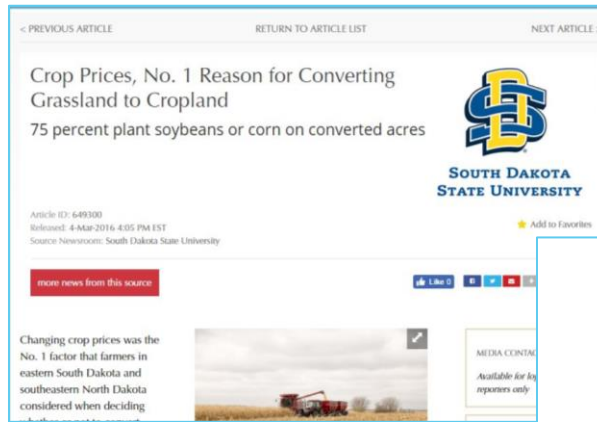 < PREVIOUS ARTICLE
RETURN TO ARTICLE LIST
NEXT ARTICLE
Crop Prices, No. 1 Reason for Converting
Grassland to Cropland
75 percent plant soybeans or corn on converted acres
SOUTH DAKOTA
STATE UNIVERSITY
Article ID: 649300
Released: 4-Mar-2016 4:05 PM EST
Source Newsroom: South Dakota State University
Add to Favorites
more news from this source
Like 0
Changing crop prices was the
No. 1 factor that farmers in
eastern South Dakota and
southeastern North Dakota
considered when deciding
MEDIA CONTAC
Available for log
reporters only